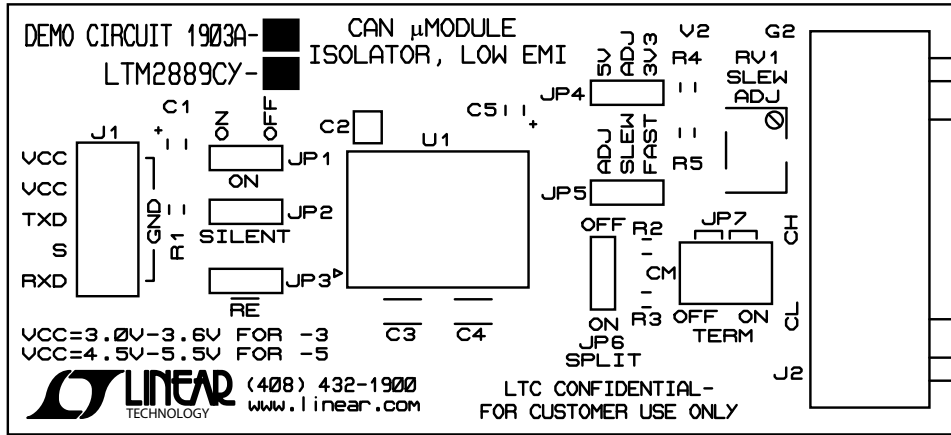 DEMO CIRCUIT 1903A-
LTM2889CY-
CAN μMODULE
ISOLATOR, LOW EMI
V2
G2
5V
ADJ
3V3
R4
RV1
SLEW
ADJ
JP4
C1
C5
+
+
ON
OFF
C2
J1
U1
VCC
VCC
TXD
S
RXD
GND
R1
JP1
ON
JP2
SILENT
JP3
RE
ADJ
SLEW
FAST
R5
JP5
OFF
R2
JP7
CH
CM
CL
R3
ON
JP6
SPLIT
OFF ON
TERM
C3
C4
J2
VCC=3.0V-3.6V FOR -3
VCC=4.5V-5.5V FOR -5
LT LINEAR
TECHNOLOGY
(408) 432-1900
www.linear.com
LTC CONFIDENTIAL-
FOR CUSTOMER USE ONLY